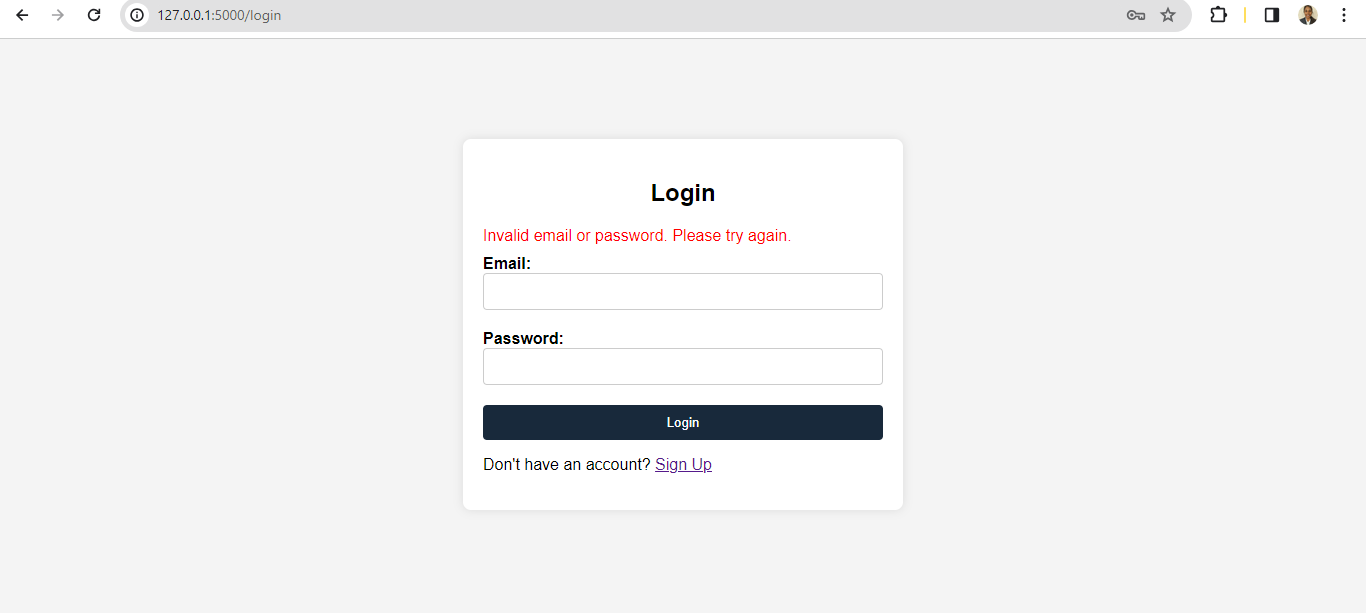 127.0.0.1:5000/login
Login
Invalid email or password. Please try again.
Email:
Password:
Login
Don't have an account? Sign Up